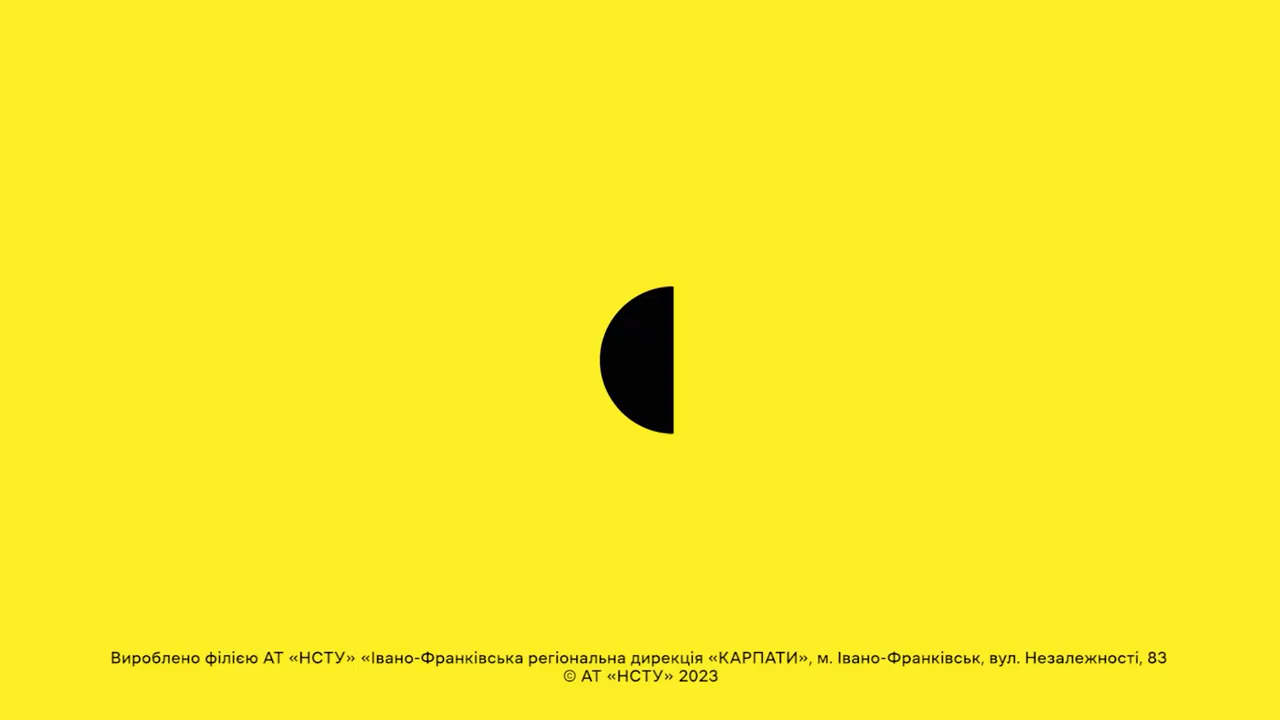 Вироблено філією АТ «НСТУ» «Івано-Франківська регіональна дирекція «КАРПАТИ», м. Івано-Франківськ, вул. Незалежності, 83
© АТ «НСТУ» 2023